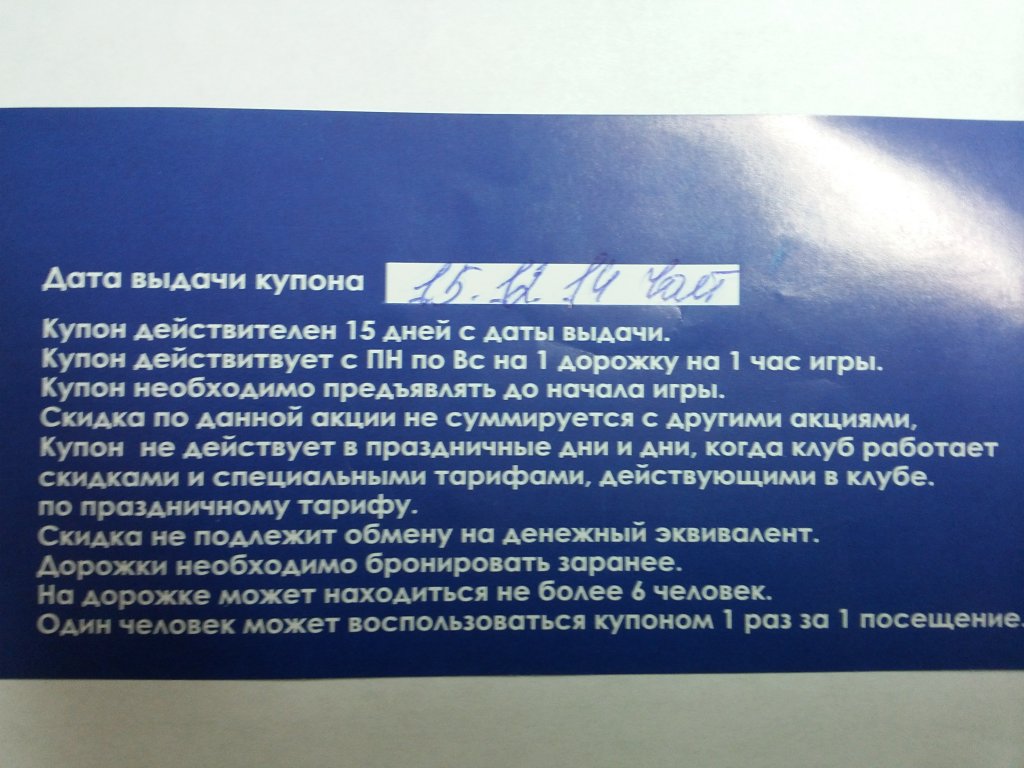 Дата выдачи купона 15.12 14
Купон действителен 15 дней с даты выдачи.
Купон действитвует с ПН по Вс на 1 дорожку на 1 час игры.
Купон необходимо предъявлять до начала игры.
Скидка по данной акции не суммируется с другими акциями,
Купон не действует в праздничные дни и дни, когда клуб работает
скидками и специальными тарифами, действующими в клубе.
по праздничному тарифу.
Скидка не подлежит обмену на денежный эквивалент.
Дорожки необходимо бронировать заранее.
На дорожке может находиться не более 6 человек.
Один человек может воспользоваться купоном 1 раз за 1 посещение.